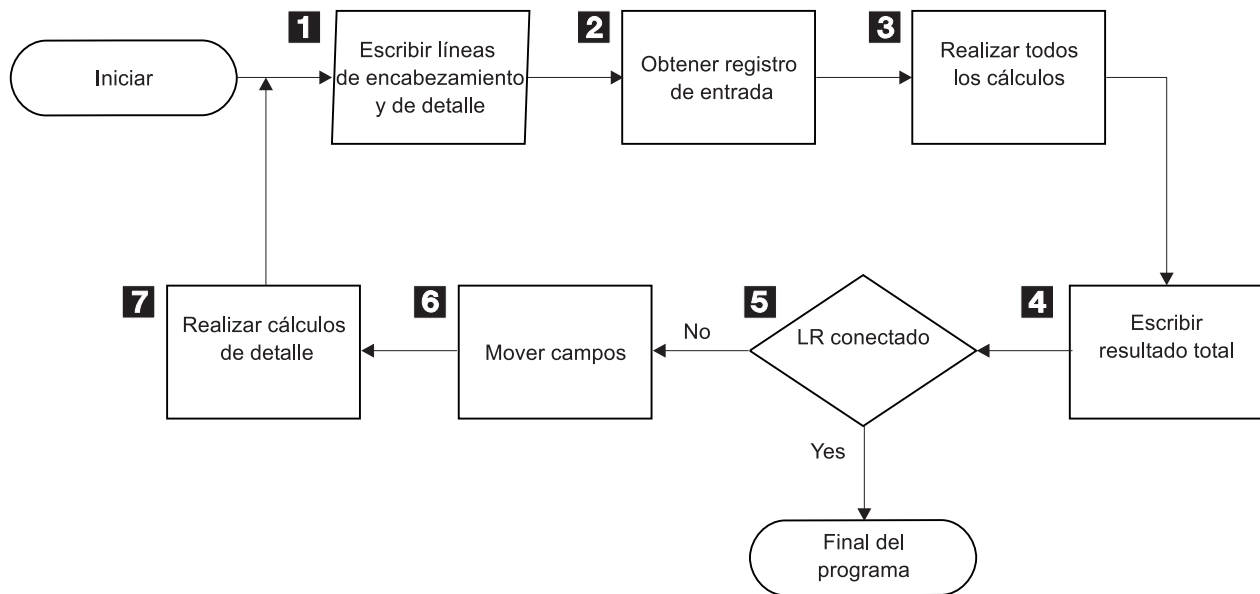 Iniciar
1
Escribir líneas
de encabezamiento
y de detalle
2
Obtener registro
de entrada
3
Realizar todos
los cálculos
4
Escribir
resultado total
5
LR conectado
No
Yes
6
Mover campos
7
Realizar cálculos
de detalle
Final del
programa